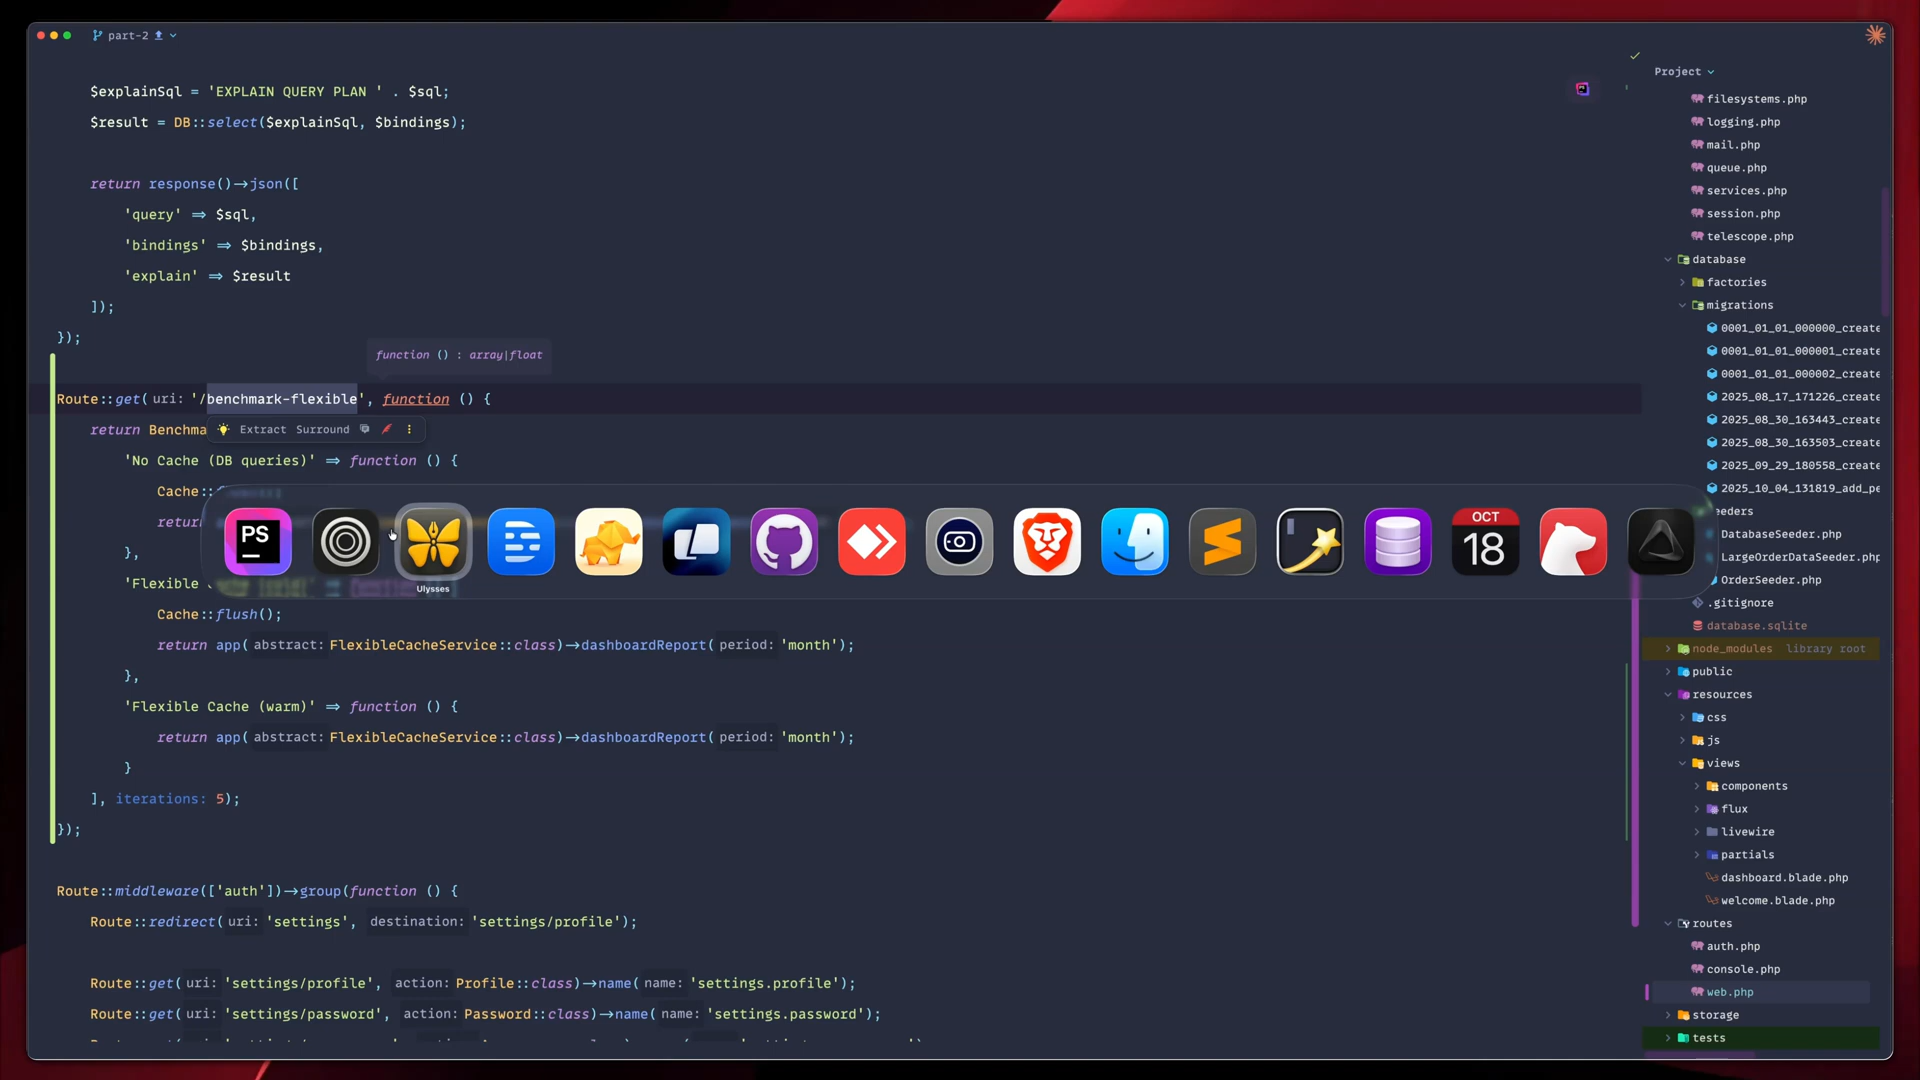 part-2
$explainSql = 'EXPLAIN QUERY PLAN ' . $sql;
$result = DB::select($explainSql, $bindings);
return response()→json([
'query' ⇒ $sql,
'bindings' ⇒ $bindings,
'explain' ⇒ $result
]);
});
function () : array|float
Route::get( uri: '/benchmark-flexible', function () {
return Benchma
Extract Surround
'No Cache (DB queries)' ⇒ function () {
Cache::
retur
},
'Flexible
Cache::flush();
return app( abstract: FlexibleCacheService::class)→dashboardReport( period: 'month');
},
'Flexible Cache (warm)' ⇒ function () {
return app( abstract: FlexibleCacheService::class)→dashboardReport( period: 'month');
}
], iterations: 5);
});
Route::middleware(['auth'])→group(function () {
Route::redirect( uri: 'settings', destination: 'settings/profile');
Route::get( uri: 'settings/profile', action: Profile::class)→name( name: 'settings.profile');
Route::get( uri: 'settings/password', action: Password::class)→name( name: 'settings.password');
PS
Ulysses
OCT
18
Project
filesystems.php
logging.php
mail.php
queue.php
services.php
session.php
telescope.php
database
factories
migrations
0001_01_01_000000_create
0001_01_01_000001_create
0001_01_01_000002_create
2025_08_17_171226_create
2025_08_30_163443_create
2025_08_30_163503_create
2025_09_29_180558_create
2025_10_04_131819_add_pe
eeders
DatabaseSeeder.php
LargeOrderDataSeeder.php
OrderSeeder.php
.gitignore
database.sqlite
node_modules library root
public
resources
css
js
views
components
flux
livewire
partials
dashboard.blade.php
welcome.blade.php
routes
auth.php
console.php
web.php
storage
tests